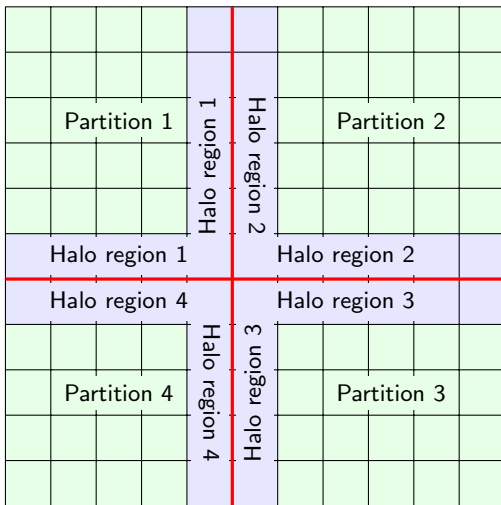 Partition 1
Halo region 1
Halo region 2
Partition 2
Halo region 1
Halo region 2
Halo region 4
Halo region 3
Partition 4
Halo region 4
Halo region 3
Partition 3